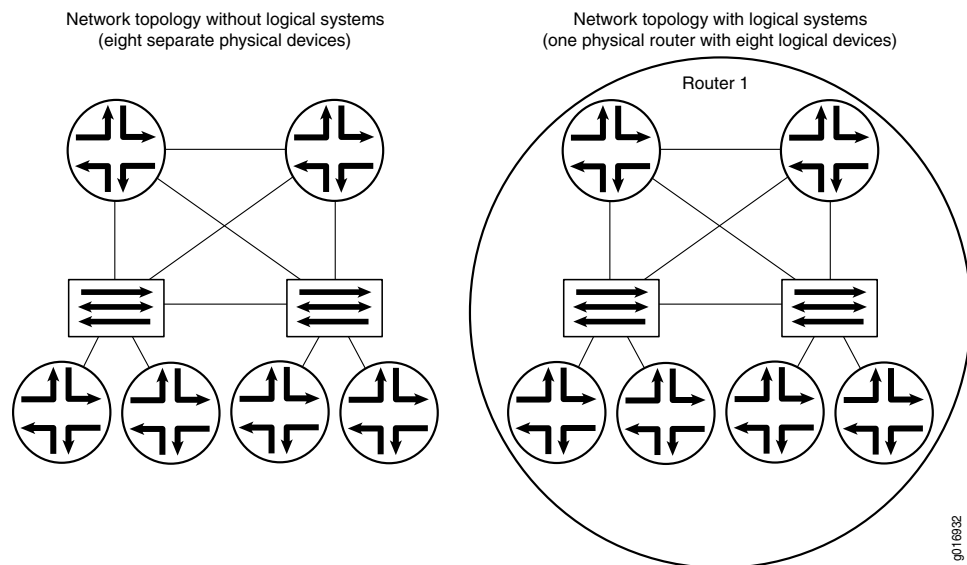 Network topology without logical systems
(eight separate physical devices)
Network topology with logical systems
(one physical router with eight logical devices)
Router 1
g016932